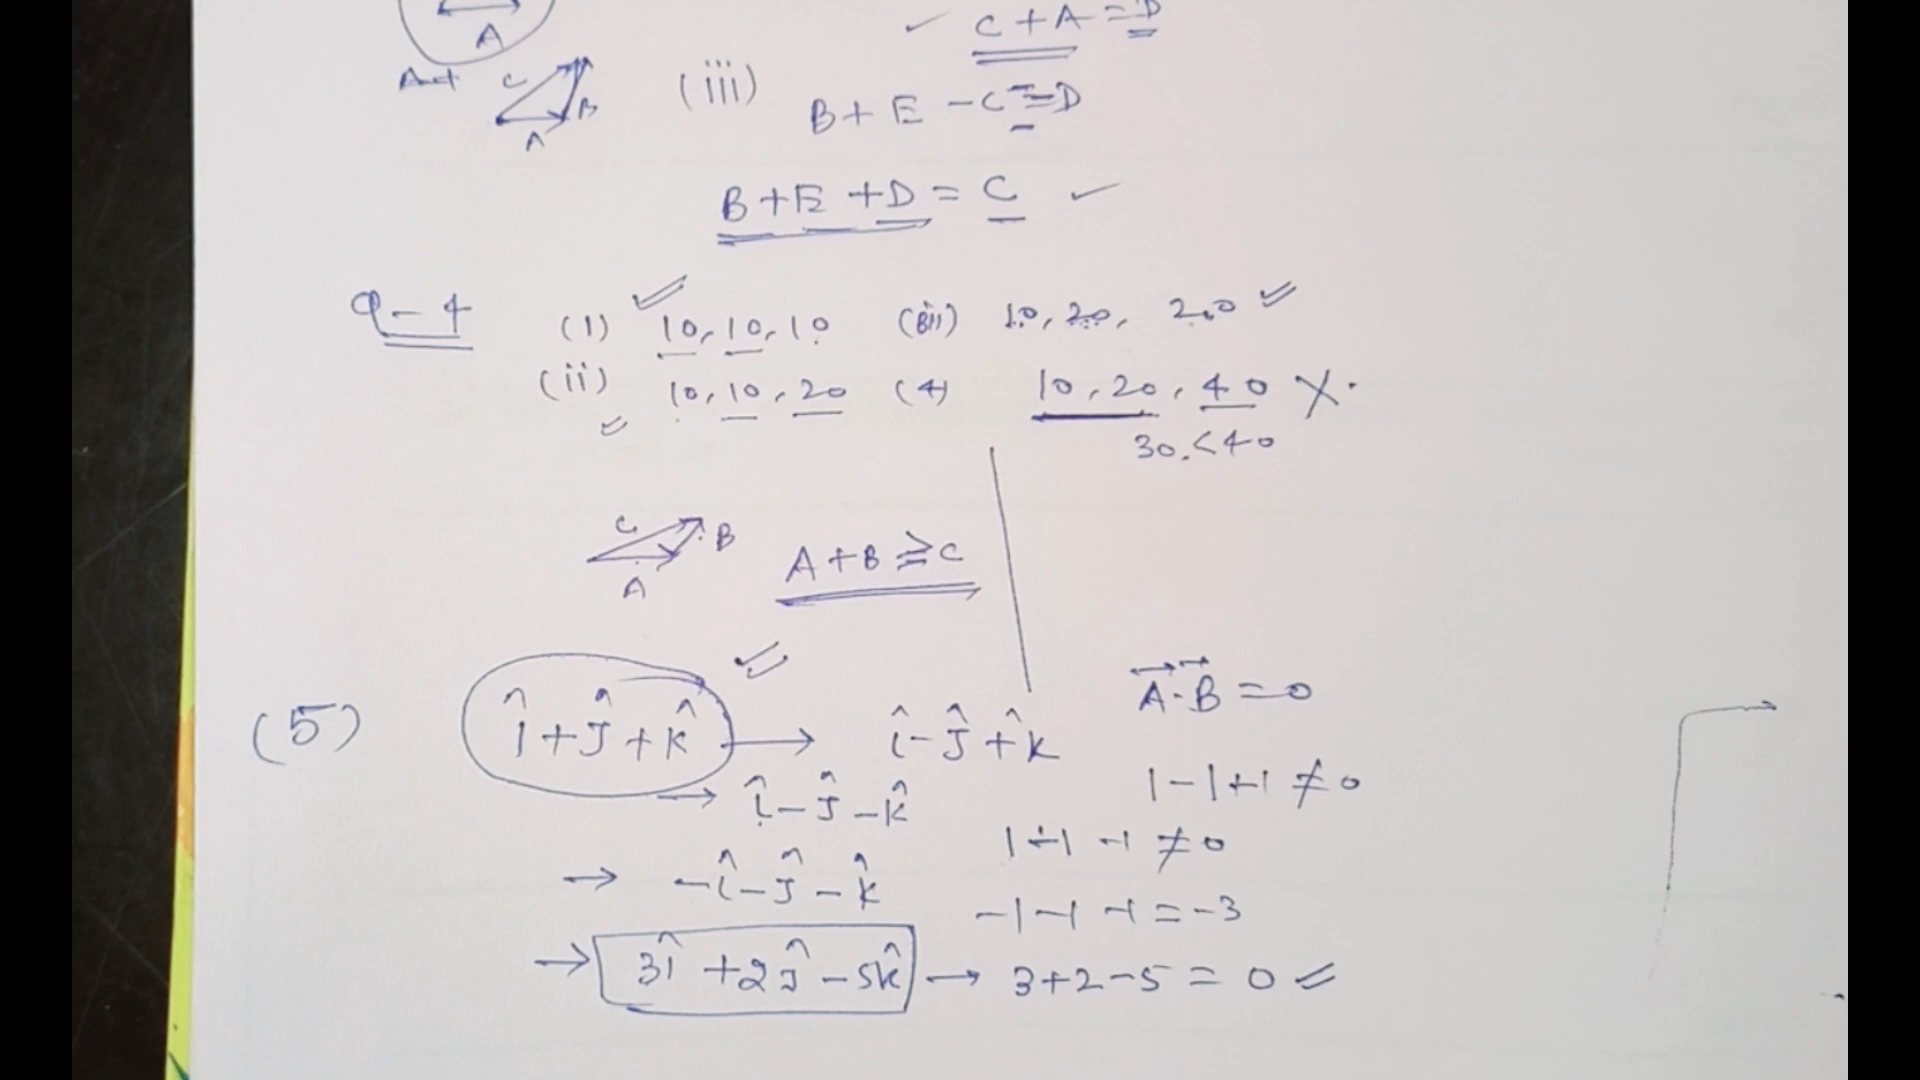 A
C + A = D
A+
C
B
A
(iii)
B + E - C = -D
B + E + D = C
Q - 4
(1) 10, 10, 10
(iii) 10, 20, 20
(ii) 10, 10, 20
(4) 10, 20, 40 X
30 < 40
C
B
A
A + B ≥ C
(5) î + ĵ + k̂ → î - ĵ + k̂
A⃗ · B⃗ = 0
→ î - ĵ - k̂
1 - 1 + 1 ≠ 0
→ -î - ĵ - k̂
1 - 1 - 1 ≠ 0
-1 - 1 - 1 = -3
→ 3î + 2ĵ - 5k̂ → 3 + 2 - 5 = 0